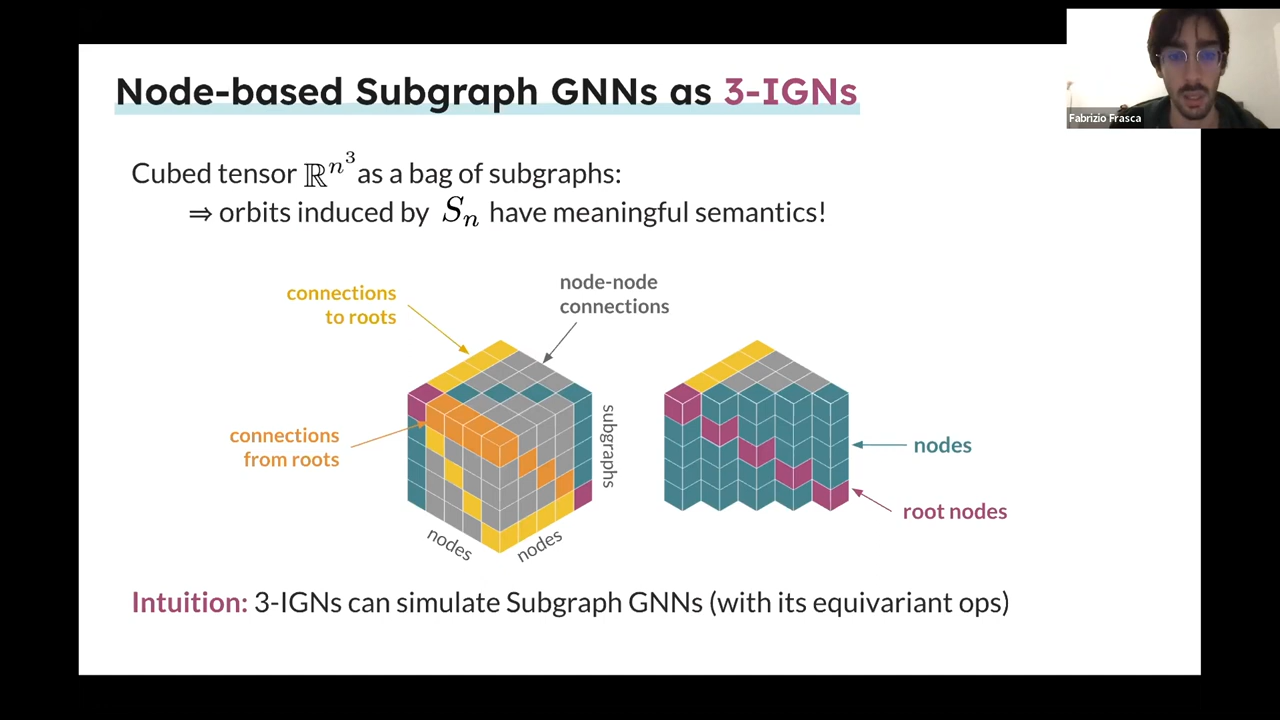 Node-based Subgraph GNNs as 3-IGNs
Fabrizio Frasca
Cubed tensor ℝ^{n^3} as a bag of subgraphs:
⇒ orbits induced by S_n have meaningful semantics!
connections
to roots
node-node
connections
connections
from roots
subgraphs
nodes
nodes
nodes
root nodes
Intuition: 3-IGNs can simulate Subgraph GNNs (with its equivariant ops)